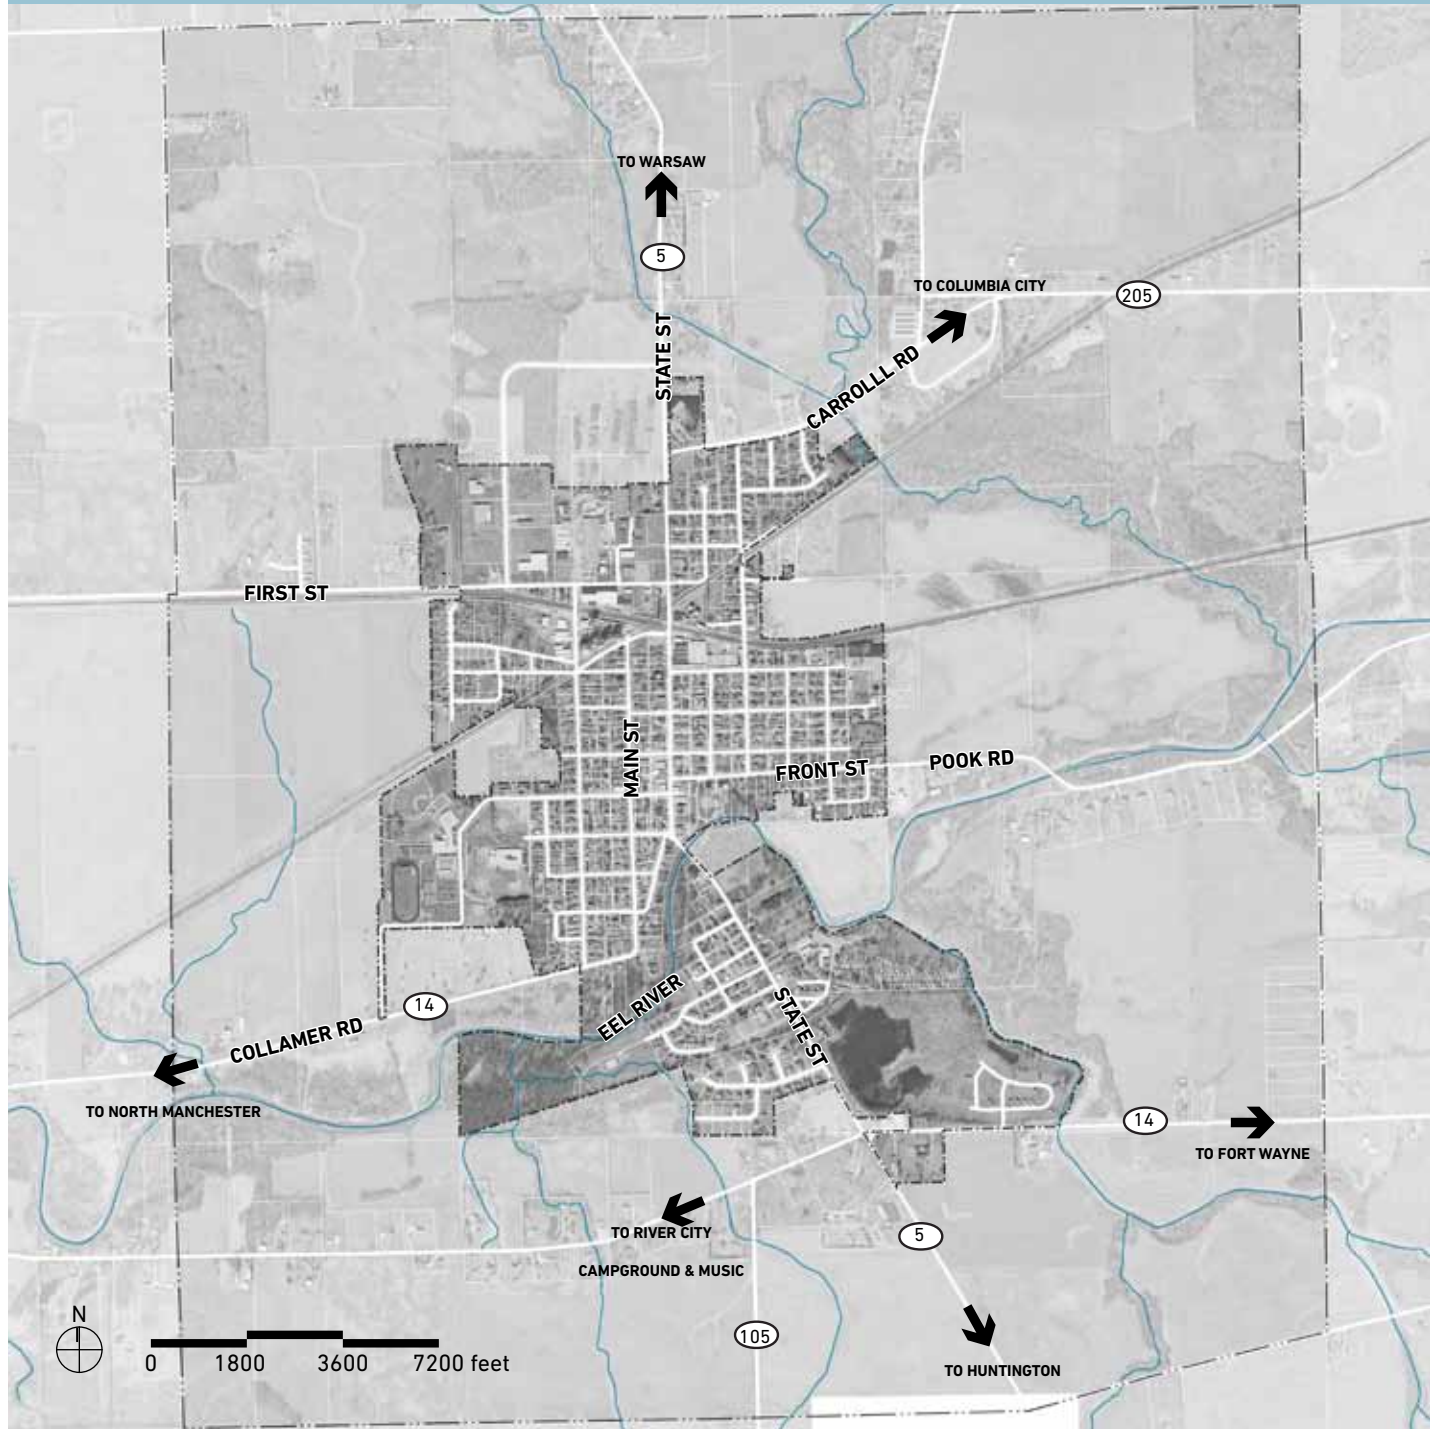 TO WARSAW
5
STATE ST
TO COLUMBIA CITY
205
CARROLLL RD
FIRST ST
MAIN ST
FRONT ST
POOK RD
14
COLLAMER RD
EEL RIVER
STATE ST
TO NORTH MANCHESTER
14
TO FORT WAYNE
TO RIVER CITY
CAMPGROUND & MUSIC
5
105
TO HUNTINGTON
N
0 1800 3600 7200 feet